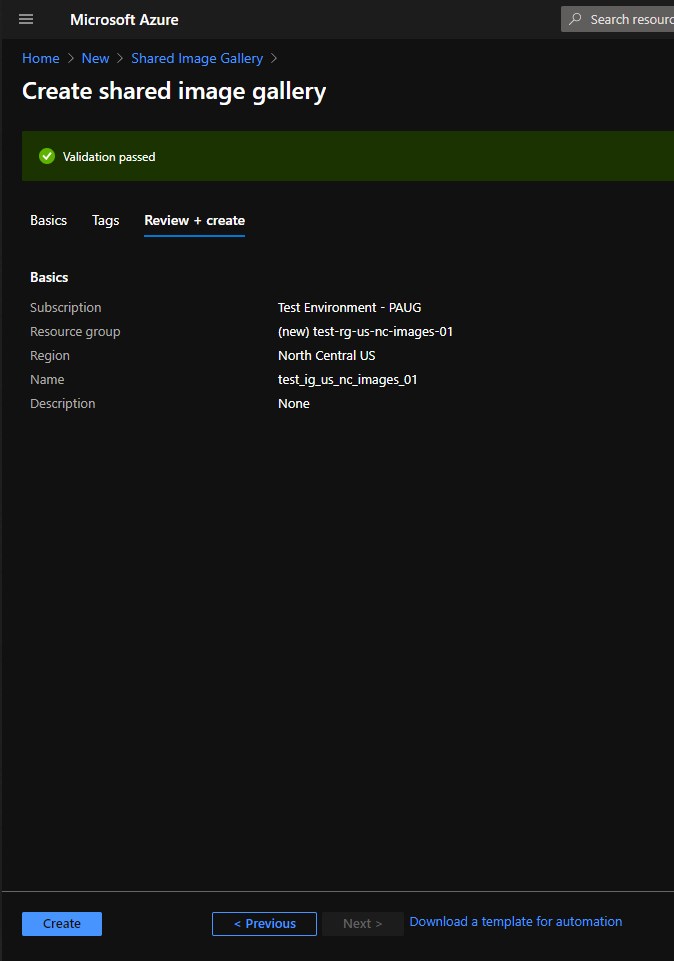 Microsoft Azure
Search resourc
Home > New > Shared Image Gallery >
Create shared image gallery
Validation passed
Basics Tags Review + create
Basics
Subscription Test Environment - PAUG
Resource group (new) test-rg-us-nc-images-01
Region North Central US
Name test_ig_us_nc_images_01
Description None
Create < Previous Next > Download a template for automation